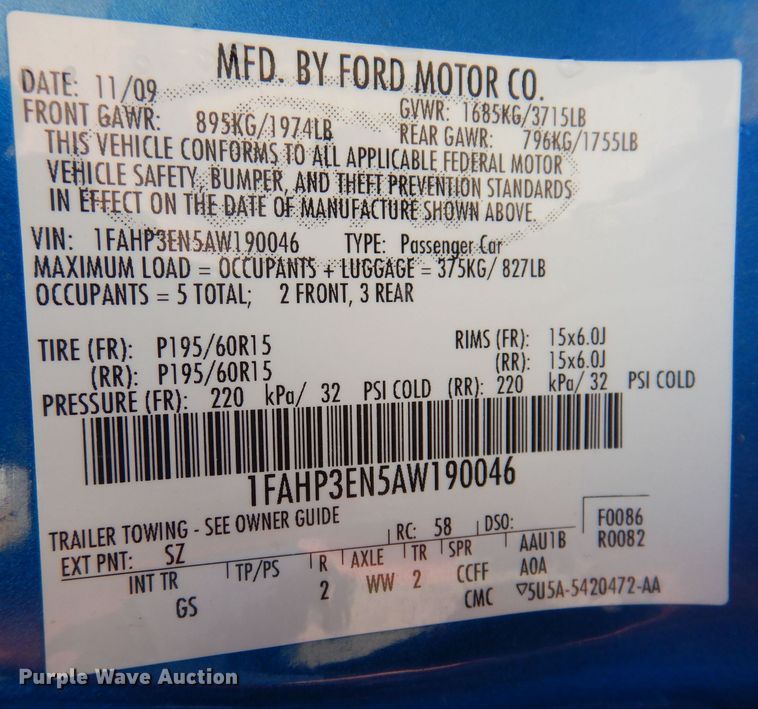 MFD. BY FORD MOTOR CO.
DATE: 11/09 GVWR: 1685KG/3715LB
FRONT GAWR: 895KG/1974LB REAR GAWR: 796KG/1755LB
THIS VEHICLE CONFORMS TO ALL APPLICABLE FEDERAL MOTOR
VEHICLE SAFETY, BUMPER, AND THEFT PREVENTION STANDARDS
IN EFFECT ON THE DATE OF MANUFACTURE SHOWN ABOVE.
VIN: 1FAHP3EN5AW190046 TYPE: Passenger Car
MAXIMUM LOAD = OCCUPANTS + LUGGAGE = 375KG/ 827LB
OCCUPANTS = 5 TOTAL; 2 FRONT, 3 REAR
TIRE (FR): P195/60R15 RIMS (FR): 15x6.0J
(RR): P195/60R15 (RR): 15x6.0J
PRESSURE (FR): 220 kPa/ 32 PSI COLD (RR): 220 kPa/ 32 PSI COLD
1FAHP3EN5AW190046
TRAILER TOWING - SEE OWNER GUIDE
EXT PNT: SZ RC: 58 DSO: F0086
INT TR TP/PS R AXLE TR SPR AAU1B R0082
GS 2 WW 2 CCFF AOA
CMC ▽5U5A-5420472-AA
Purple Wave Auction